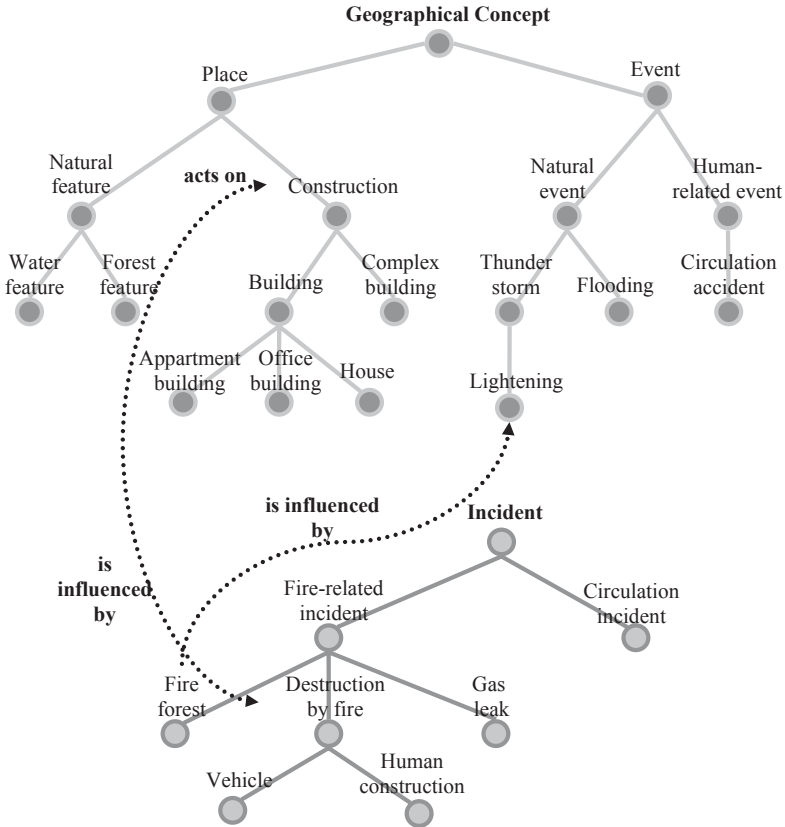 Geographical Concept
Place
Event
Natural
feature
acts on
Construction
Natural
event
Human-
related event
Water
feature
Forest
feature
Building
Complex
building
Thunder
storm
Flooding
Circulation
accident
Appartment
building
Office
building
House
Lightening
is influenced
by
Incident
is
influenced
by
Fire-related
incident
Circulation
incident
Fire
forest
Destruction
by fire
Gas
leak
Vehicle
Human
construction